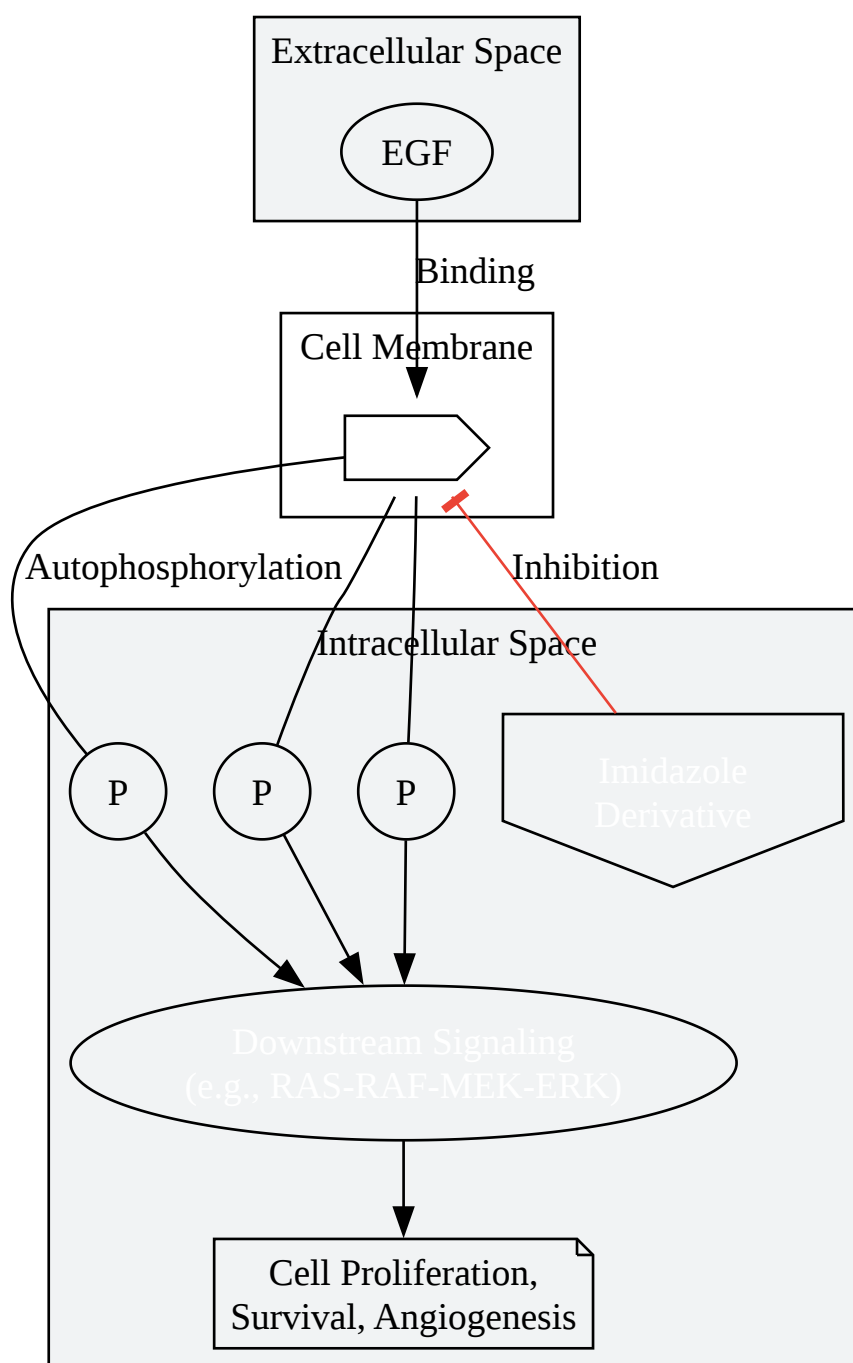 Extracellular Space
EGF
Binding
Cell Membrane
Autophosphorylation
Inhibition
Intracellular Space
P
P
P
Imidazole
Derivative
Downstream Signaling
(e.g., RAS-RAF-MEK-ERK)
Cell Proliferation,
Survival, Angiogenesis